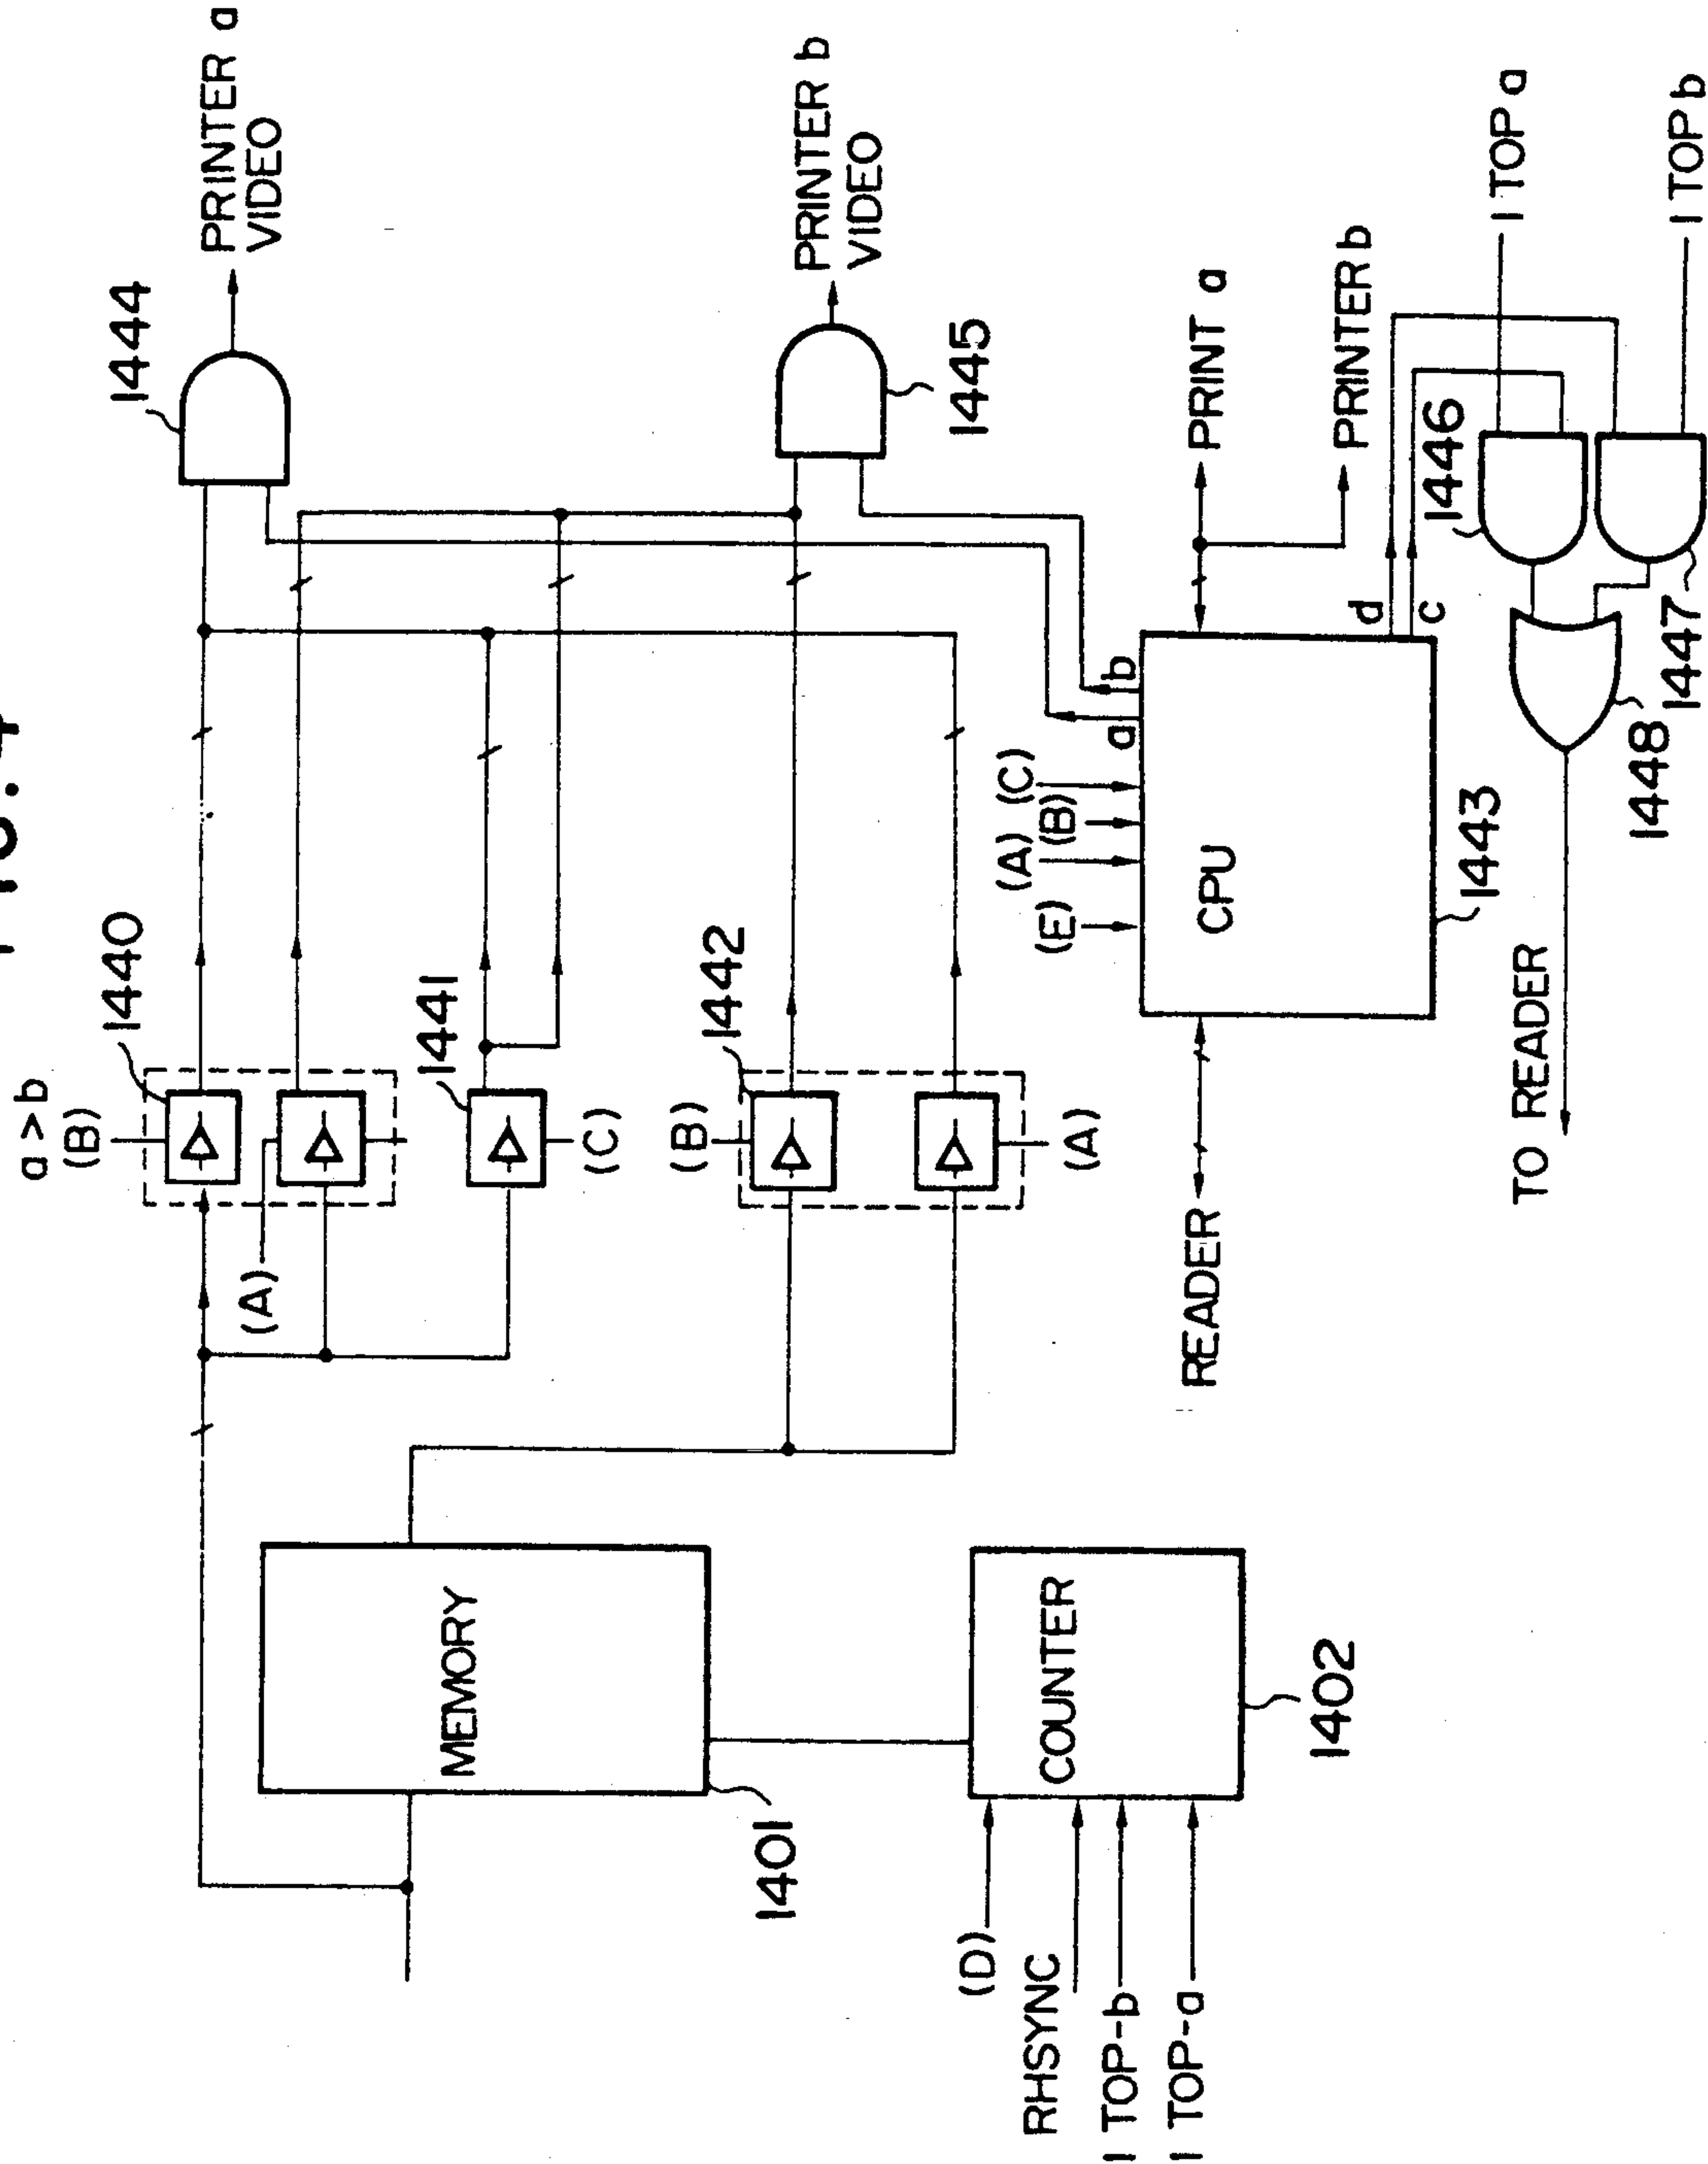 a > b
(B)
1440
1444
PRINTER a
VIDEO
(A)
1441
(C)
(B)
1442
(A)
PRINTER b
VIDEO
1445
MEMORY
1401
(D)
RHSYNC
I TOP-b
I TOP-a
COUNTER
1402
READER
(E)
(A)
(B)
(C)
a
b
CPU
1443
d
c
PRINT a
PRINTER b
1446
I TOP a
I TOP b
1447
1448
TO READER